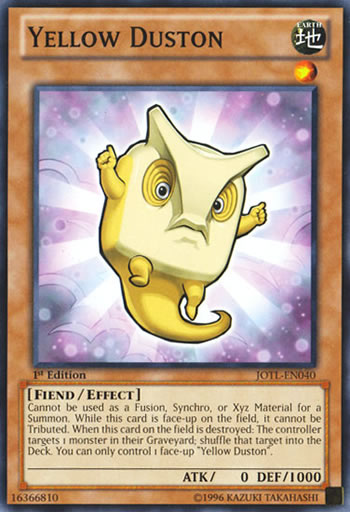 YELLOW DUSTON
EARTH
地
1st Edition
JOTL-EN040
[FIEND / EFFECT]
Cannot be used as a Fusion, Synchro, or Xyz Material for a
Summon. While this card is face-up on the field, it cannot be
Tributed. When this card on the field is destroyed: The controller
targets 1 monster in their Graveyard; shuffle that target into the
Deck. You can only control 1 face-up "Yellow Duston".
ATK/ 0 DEF/1000
16366810
©1996 KAZUKI TAKAHASHI